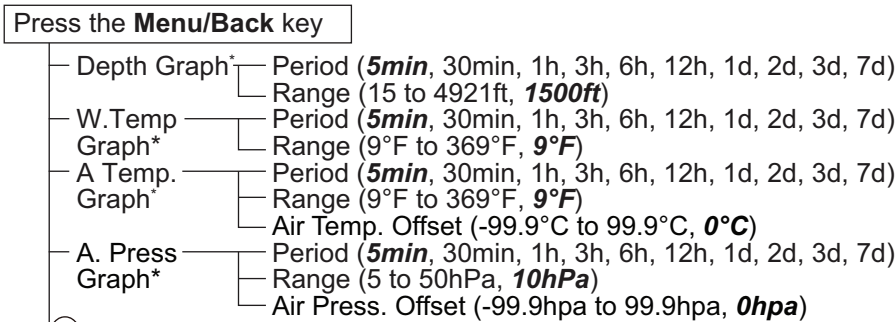 Press the Menu/Back key
Depth Graph* Period (5min, 30min, 1h, 3h, 6h, 12h, 1d, 2d, 3d, 7d)
Range (15 to 4921ft, 1500ft)
W.Temp Period (5min, 30min, 1h, 3h, 6h, 12h, 1d, 2d, 3d, 7d)
Graph* Range (9°F to 369°F, 9°F)
A Temp. Period (5min, 30min, 1h, 3h, 6h, 12h, 1d, 2d, 3d, 7d)
Graph* Range (9°F to 369°F, 9°F)
Air Temp. Offset (-99.9°C to 99.9°C, 0°C)
A. Press Period (5min, 30min, 1h, 3h, 6h, 12h, 1d, 2d, 3d, 7d)
Graph* Range (5 to 50hPa, 10hPa)
Air Press. Offset (-99.9hpa to 99.9hpa, 0hpa)